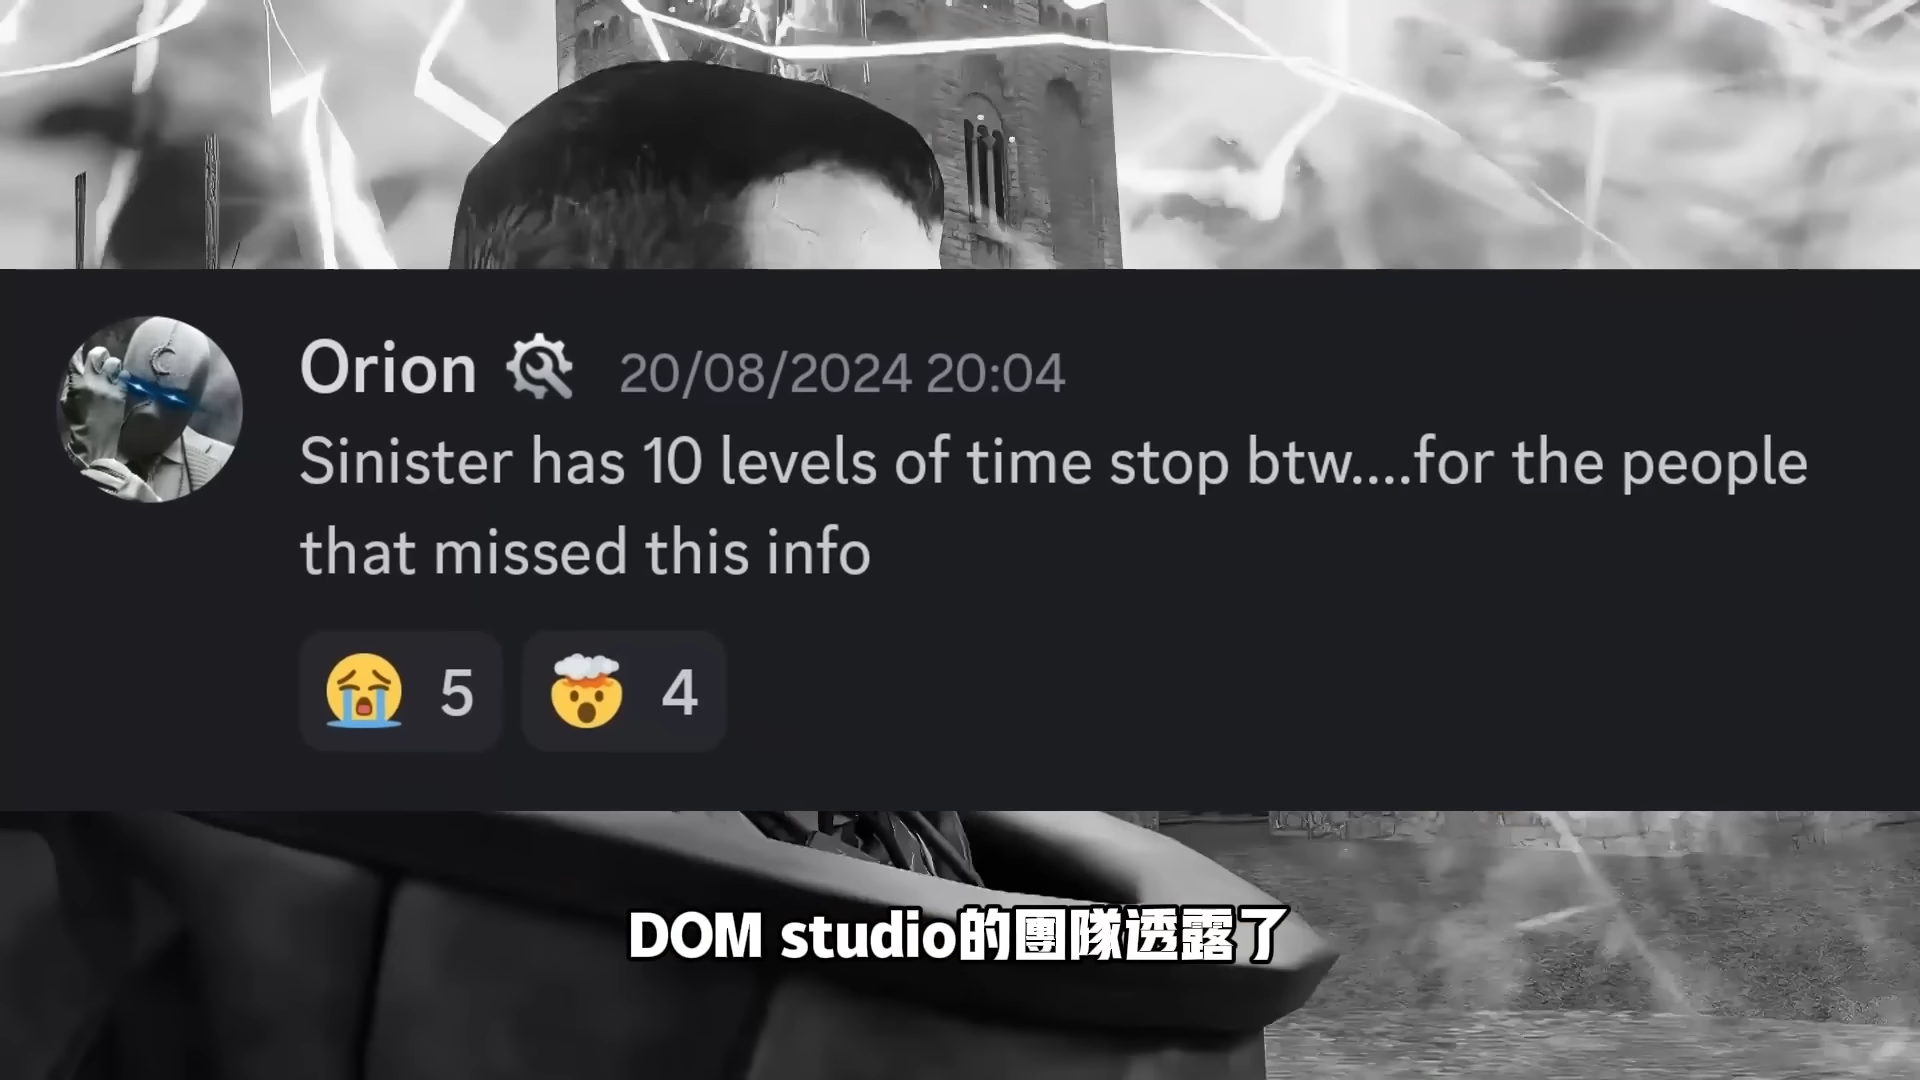 Orion 20/08/2024 20:04
Sinister has 10 levels of time stop btw....for the people
that missed this info
5 4
DOM studio的團隊透露了